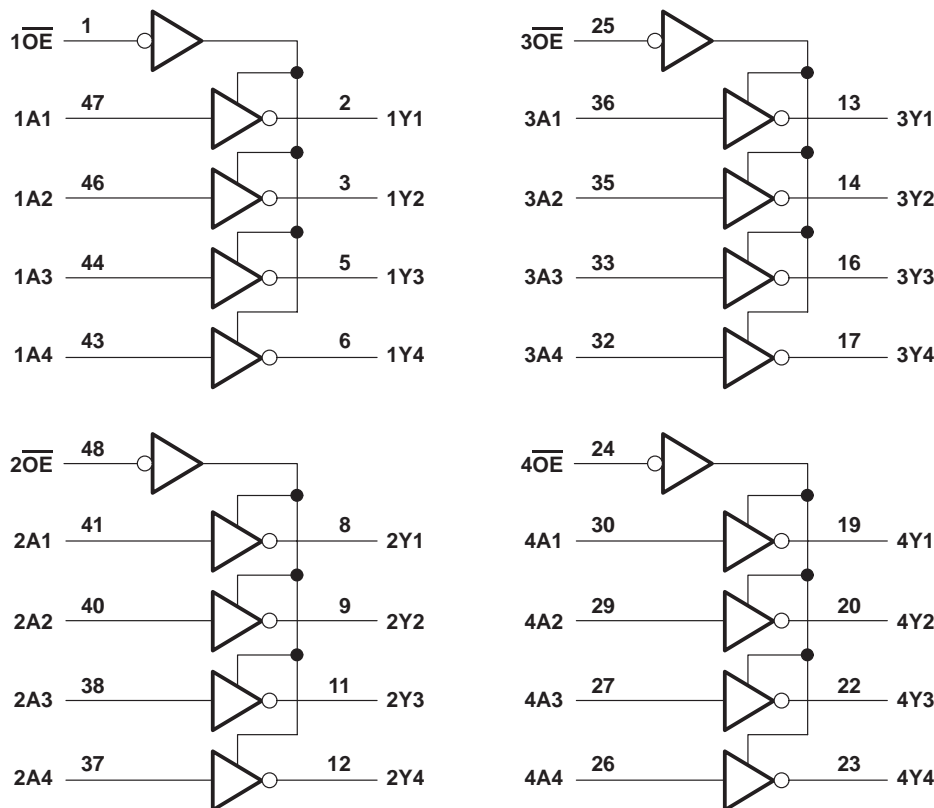 1OE 1
1A1 47 2 1Y1
1A2 46 3 1Y2
1A3 44 5 1Y3
1A4 43 6 1Y4
3OE 25
3A1 36 13 3Y1
3A2 35 14 3Y2
3A3 33 16 3Y3
3A4 32 17 3Y4
2OE 48
2A1 41 8 2Y1
2A2 40 9 2Y2
2A3 38 11 2Y3
2A4 37 12 2Y4
4OE 24
4A1 30 19 4Y1
4A2 29 20 4Y2
4A3 27 22 4Y3
4A4 26 23 4Y4